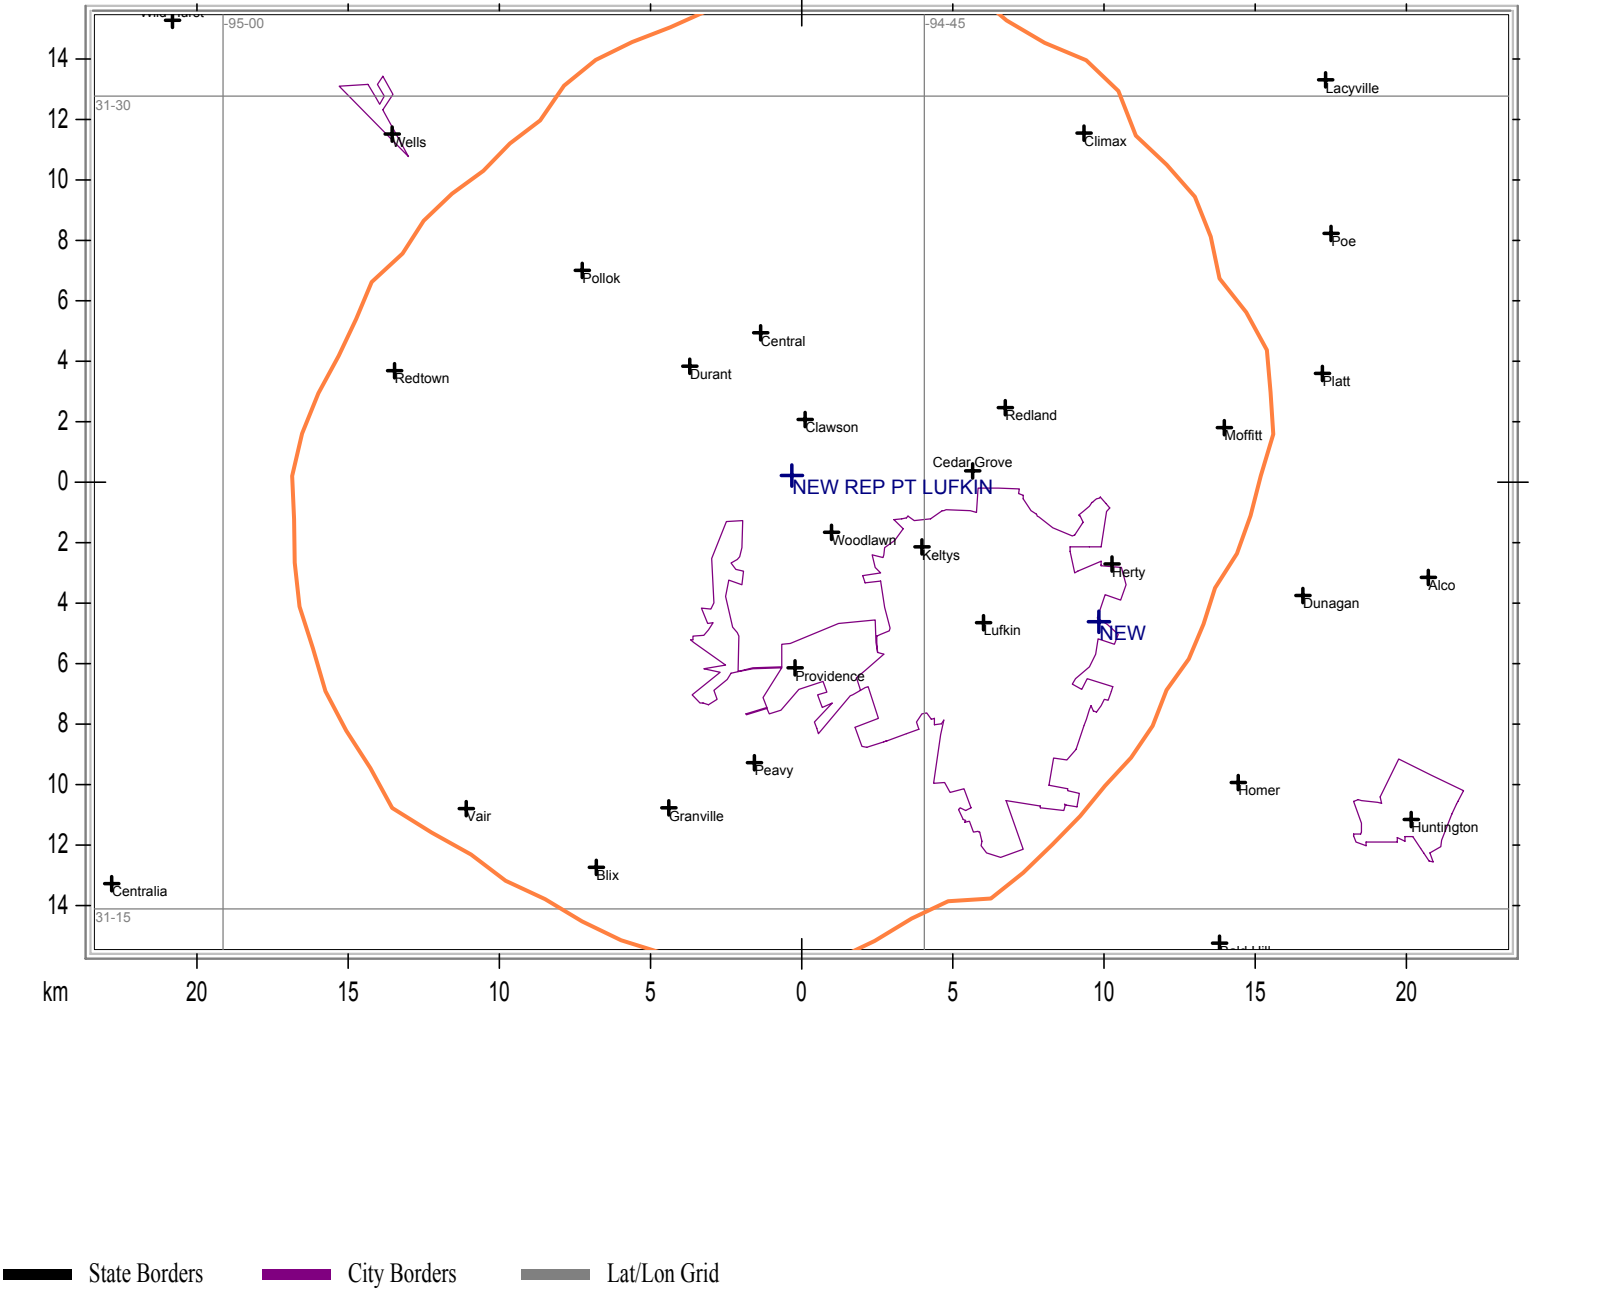 -95-00
-94-45
14
Lacyville
31-30
12
Climax
Wells
10
8
Poe
Pollok
6
Central
4
Durant
Redtown
Platt
2
Redland
Clawson
Moffitt
Cedar Grove
0
NEW REP PT LUFKIN
2
Woodlawn
Keltys
Herty
Alco
4
Dunagan
Lufkin
NEW
6
Providence
8
Peavy
10
Homer
Vair
Granville
Huntington
12
Blix
Centralia
14
31-15
km
20
15
10
5
0
5
10
15
20
State Borders
City Borders
Lat/Lon Grid